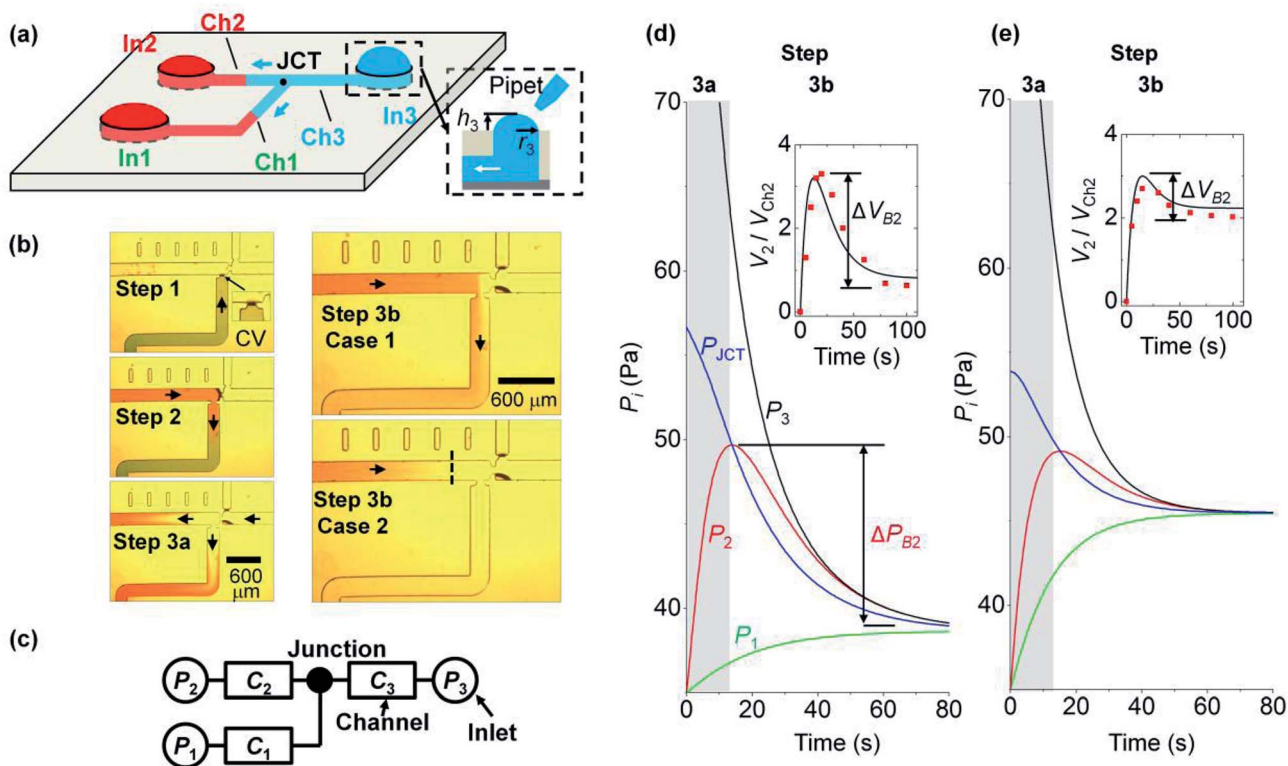 (a)
Ch2
In2
JCT
In1
Ch1
Ch3
In3
Pipet
h3
r3
(b)
Step 1
CV
Step 2
Step 3a
600
μm
Step 3b
Case 1
600 μm
Step 3b
Case 2
(c)
Junction
P2
C2
C3
P3
Channel
Inlet
P1
C1
(d)
Step
3a 3b
70
60
50
40
Pi (Pa)
PJCT
P3
P2
P1
ΔPB2
0 20 40 60 80
Time (s)
4
2
0
V2 / VCh2
ΔVB2
0 50 100
Time (s)
(e)
Step
3a 3b
70
60
50
40
Pi (Pa)
0 20 40 60 80
Time (s)
4
2
0
V2 / VCh2
ΔVB2
0 50 100
Time (s)